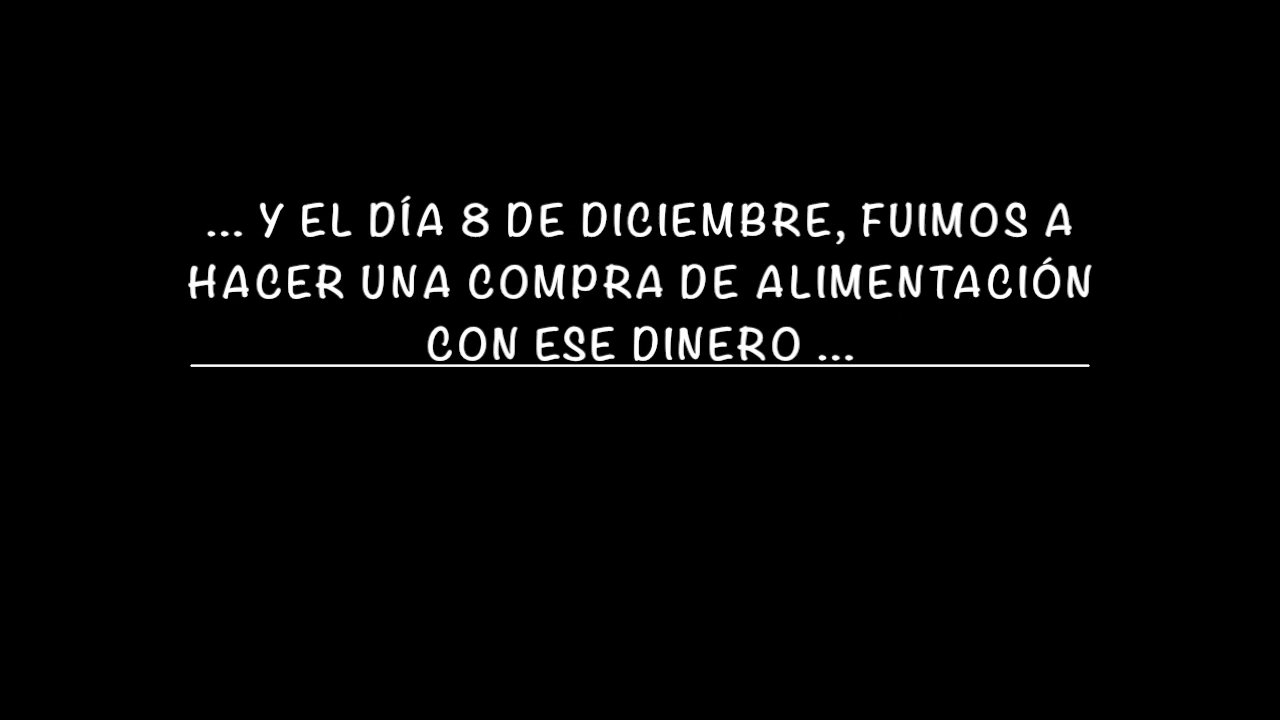 ... Y EL DÍA 8 DE DICIEMBRE, FUIMOS A
HACER UNA COMPRA DE ALIMENTACIÓN
CON ESE DINERO ...